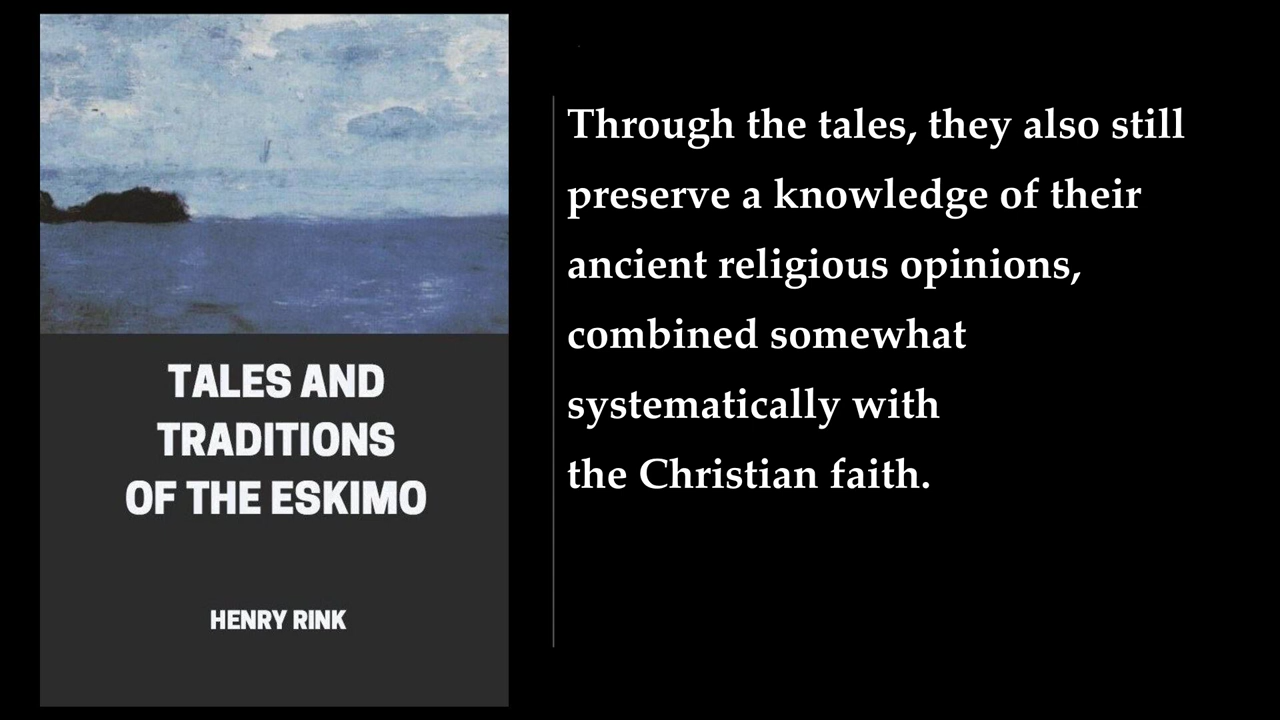 TALES AND
TRADITIONS
OF THE ESKIMO
HENRY RINK
Through the tales, they also still
preserve a knowledge of their
ancient religious opinions,
combined somewhat
systematically with
the Christian faith.